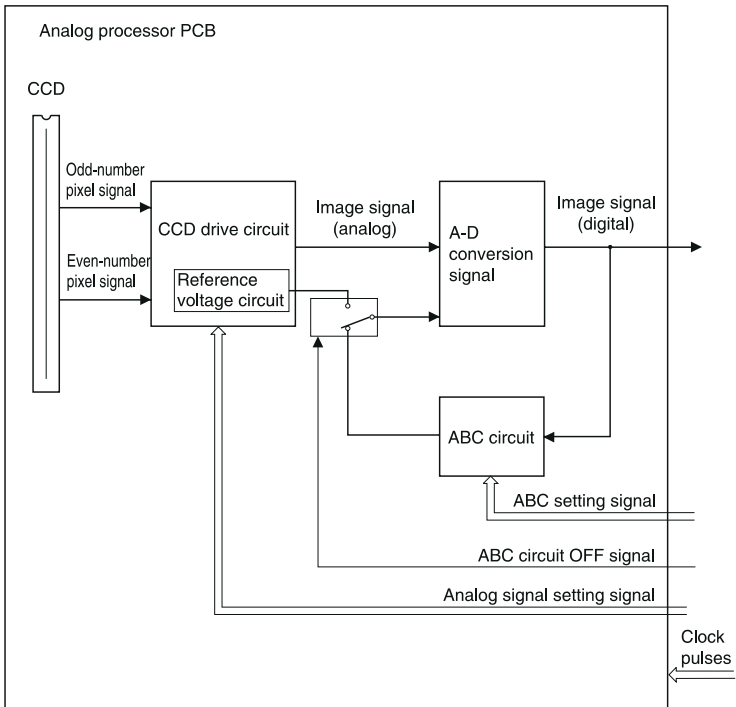 Analog processor PCB
CCD
Odd-number
pixel signal
Even-number
pixel signal
CCD drive circuit
Reference
voltage circuit
Image signal
(analog)
A-D
conversion
signal
Image signal
(digital)
ABC circuit
ABC setting signal
ABC circuit OFF signal
Analog signal setting signal
Clock
pulses